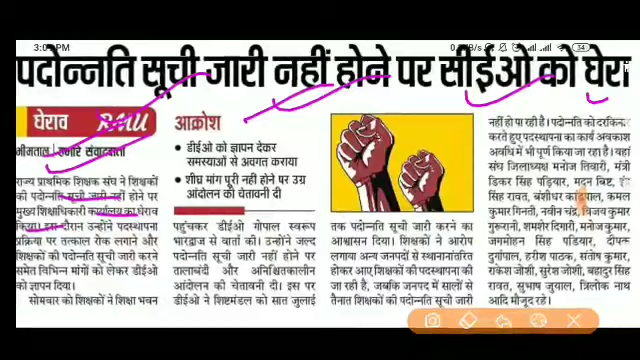 पदोन्नति सूची जारी नहीं होने पर सीईओ को घेरा
घेराव
भीमताल | हमारे संवाददाता
राज्य प्राथमिक शिक्षक संघ ने शिक्षकों
की पदोन्नति सूची जारी नहीं होने पर
मुख्य शिक्षाधिकारी कार्यालय का घेराव
किया। इस दौरान उन्होंने पदस्थापना
प्रक्रिया पर तत्काल रोक लगाने और
शिक्षकों की पदोन्नति सूची जारी करने
समेत विभिन्न मांगों को लेकर डीईओ
को ज्ञापन दिया।
सोमवार को शिक्षकों ने शिक्षा भवन
आक्रोश
• डीईओ को ज्ञापन देकर
समस्याओं से अवगत कराया
• शीघ्र मांग पूरी नही होने पर उग्र
आंदोलन की चेतावनी दी
पहुंचकर डीईओ गोपाल स्वरूप
भारद्वाज से वार्ता की। उन्होंने जल्द
पदोन्नति सूची जारी नहीं होने पर
तालाबंदी और अनिश्चितकालीन
आंदोलन की चेतावनी दी। इस पर
डीईओ ने शिष्टमंडल को सात जुलाई
तक पदोन्नति सूची जारी करने का
आश्वासन दिया। शिक्षकों ने आरोप
लगाया अन्य जनपदों से स्थानानांतरित
होकर आए शिक्षकों की पदस्थापना की
जा रही है, जबकि जनपद में सालों से
तैनात शिक्षकों की पदोन्नति सूची जारी
नहीं हो पा रही है। पदोन्नति को दरकिनार
करते हुए पदस्थापना का कार्य अवकाश
अवधि में भी पूर्ण किया जा रहा है। यहां
संघ जिलाध्यक्ष मनोज तिवारी, मंत्री
डिकर सिंह पड़ियार, मदन बिष्ट,
सिंह रावत, बंशीधर कांडपाल, कमल
कुमार गिनती, नवीन चंद्र, विजय कुमार
गुरूरानी, शमशेर दिगारी, मनोज कुमार,
जगमोहन सिंह पडियार, दीपक
दुर्गापाल, हरीश पाठक, संतोष कुमार,
राकेश जोशी, सुरेश जोशी, बहादुर सिंह
रावत, सुभाष जुयाल, त्रिलोक नाथ
आदि मौजूद रहे।